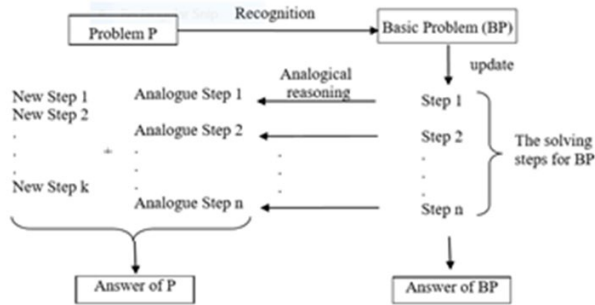 Problem P
Recognition
Basic Problem (BP)
update
Analogical
reasoning
New Step 1
New Step 2
.
.
.
New Step k
+
Analogue Step 1
Analogue Step 2
.
.
.
Analogue Step n
.
.
.
Step 1
Step 2
.
.
.
Step n
The solving
steps for BP
Answer of P
Answer of BP